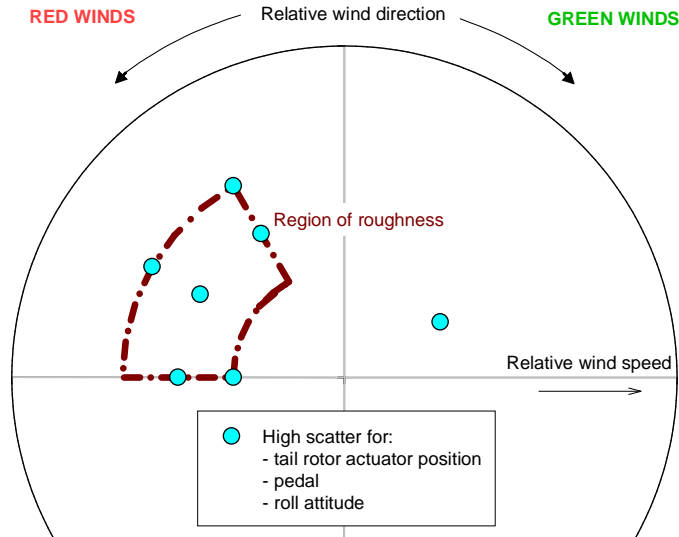 RED WINDS
Relative wind direction
GREEN WINDS
Region of roughness
Relative wind speed
High scatter for:
- tail rotor actuator position
- pedal
- roll attitude